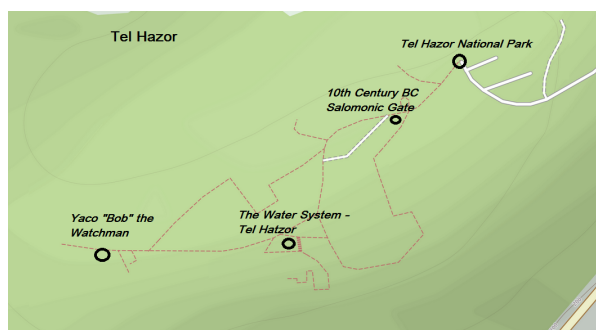 Tel Hazor
Tel Hazor National Park
10th Century BC
Salomonic Gate
Yaco "Bob" the
Watchman
The Water System -
Tel Hatzor